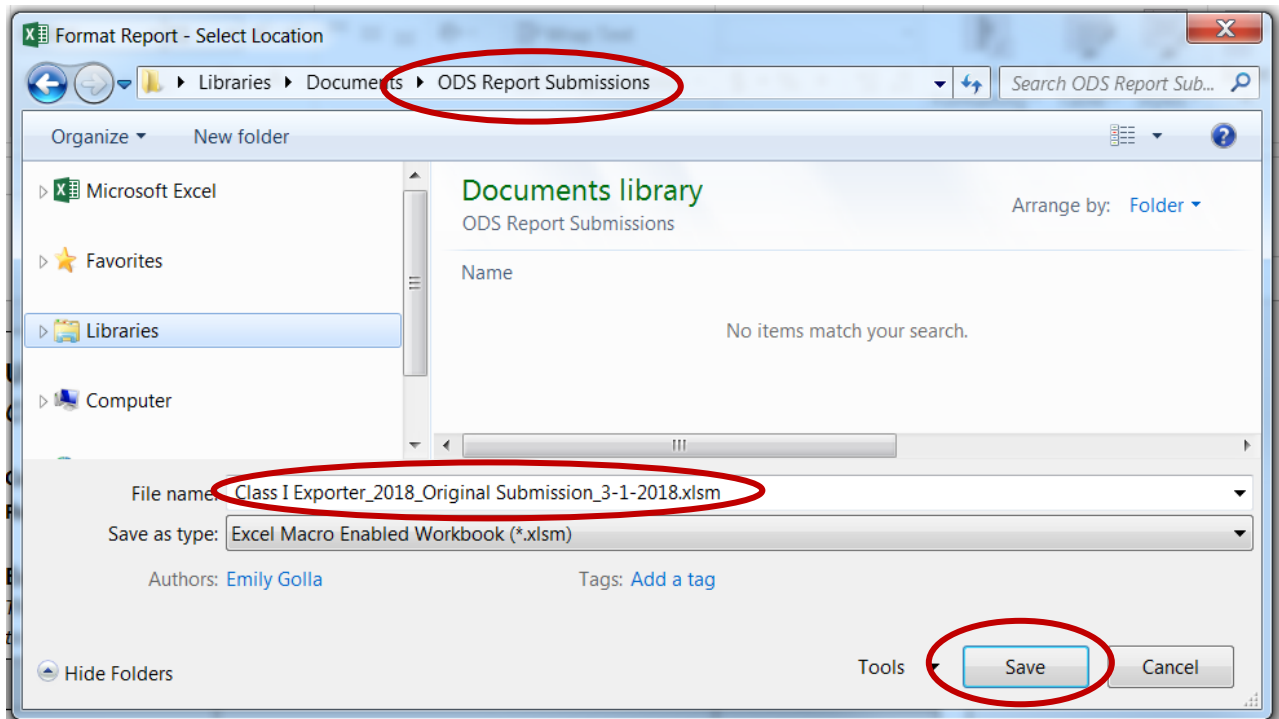 Format Report - Select Location
X
Libraries Documents ODS Report Submissions
Search ODS Report Sub...
Organize New folder
?
Microsoft Excel
Favorites
Libraries
Computer
Documents library
ODS Report Submissions
Arrange by: Folder
Name
No items match your search.
File name: Class I Exporter_2018_Original Submission_3-1-2018.xlsm
Save as type: Excel Macro Enabled Workbook (*.xlsm)
Authors: Emily Golla Tags: Add a tag
Hide Folders
Tools Save Cancel